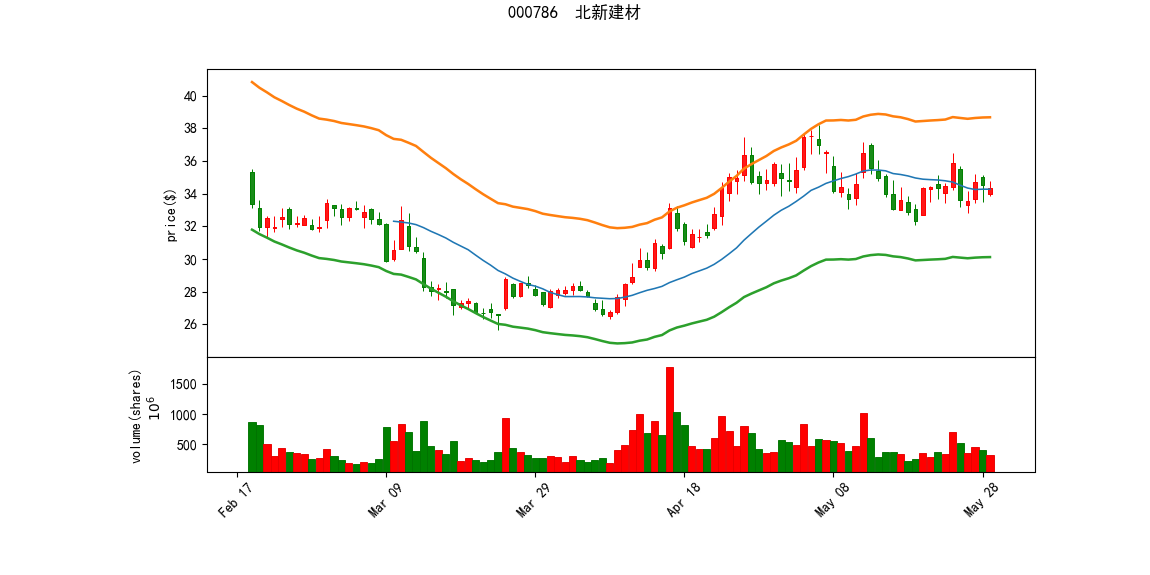 000786 北新建材
price($)
40
38
36
34
32
30
28
26
volume(shares)
10^6
1500
1000
500
Feb 17
Mar 09
Mar 29
Apr 18
May 08
May 28